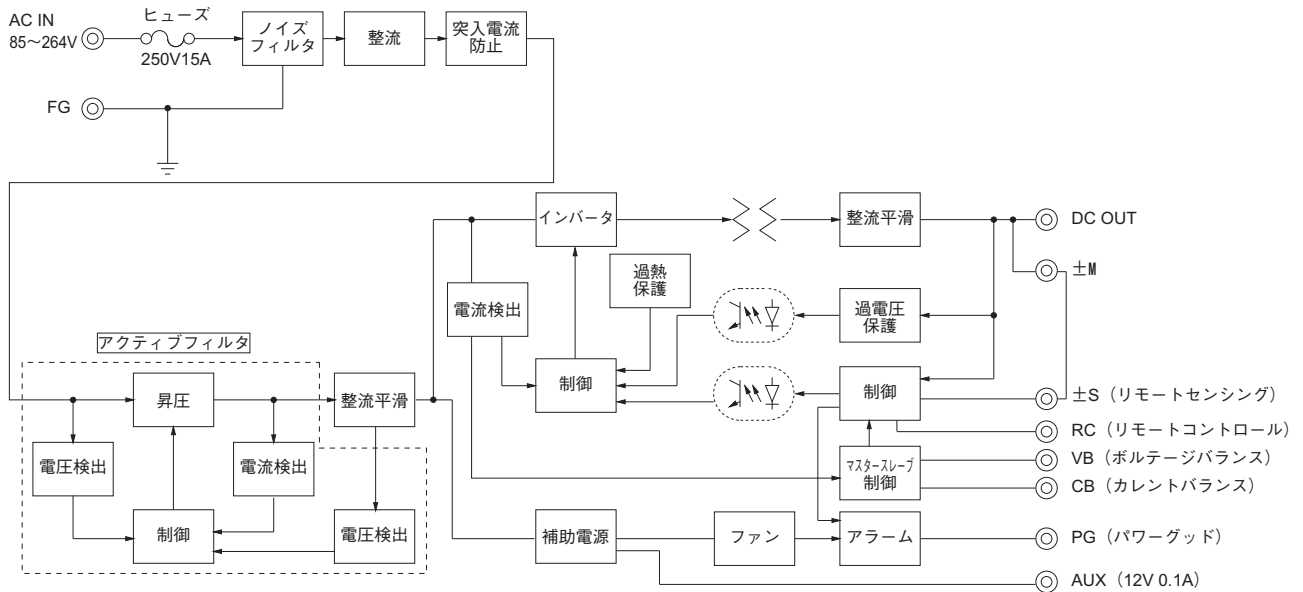 AC IN
85～264V
ヒューズ
250V15A
ノイズ
フィルタ
整流
突入電流
防止
FG
インバータ
整流平滑
DC OUT
±M
過熱
保護
電流検出
過電圧
保護
アクティブフィルタ
制御
昇圧
整流平滑
制御
±S（リモートセンシング）
RC（リモートコントロール）
電圧検出
電流検出
マスタースレーブ
制御
VB（ボルテージバランス）
CB（カレントバランス）
制御
電圧検出
補助電源
ファン
アラーム
PG（パワーグッド）
AUX（12V 0.1A）